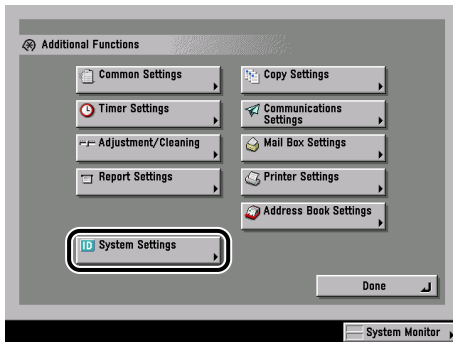 Additional Functions
Common Settings
Copy Settings
Timer Settings
Communications
Settings
Adjustment/Cleaning
Mail Box Settings
Report Settings
Printer Settings
Address Book Settings
ID System Settings
Done
System Monitor